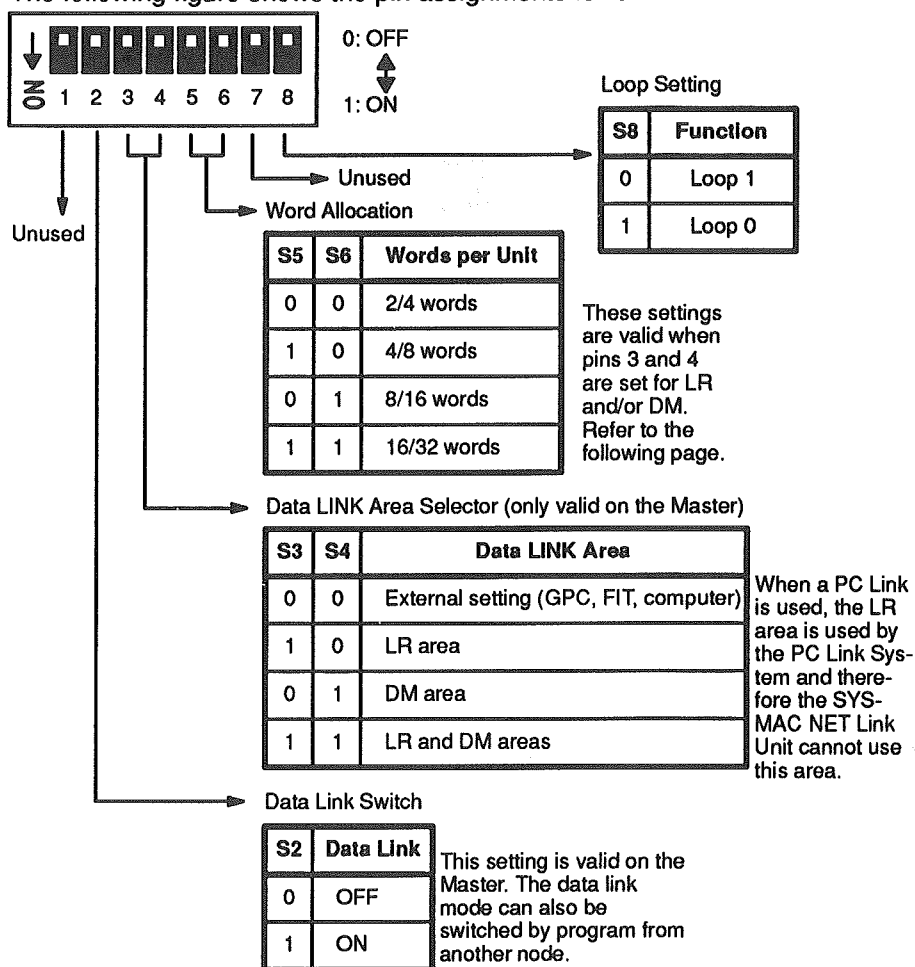 The following figure shows the pin assignments
ON
1 2 3 4 5 6 7 8
0: OFF
1: ON
Unused
Unused
Loop Setting
S8 Function
0 Loop 1
1 Loop 0
Word Allocation
S5 S6 Words per Unit
0 0 2/4 words
1 0 4/8 words
0 1 8/16 words
1 1 16/32 words
These settings
are valid when
pins 3 and 4
are set for LR
and/or DM.
Refer to the
following page.
Data LINK Area Selector (only valid on the Master)
S3 S4 Data LINK Area
0 0 External setting (GPC, FIT, computer)
1 0 LR area
0 1 DM area
1 1 LR and DM areas
When a PC Link
is used, the LR
area is used by
the PC Link Sys-
tem and there-
fore the SYS-
MAC NET Link
Unit cannot use
this area.
Data Link Switch
S2 Data Link
0 OFF
1 ON
This setting is valid on the
Master. The data link
mode can also be
switched by program from
another node.